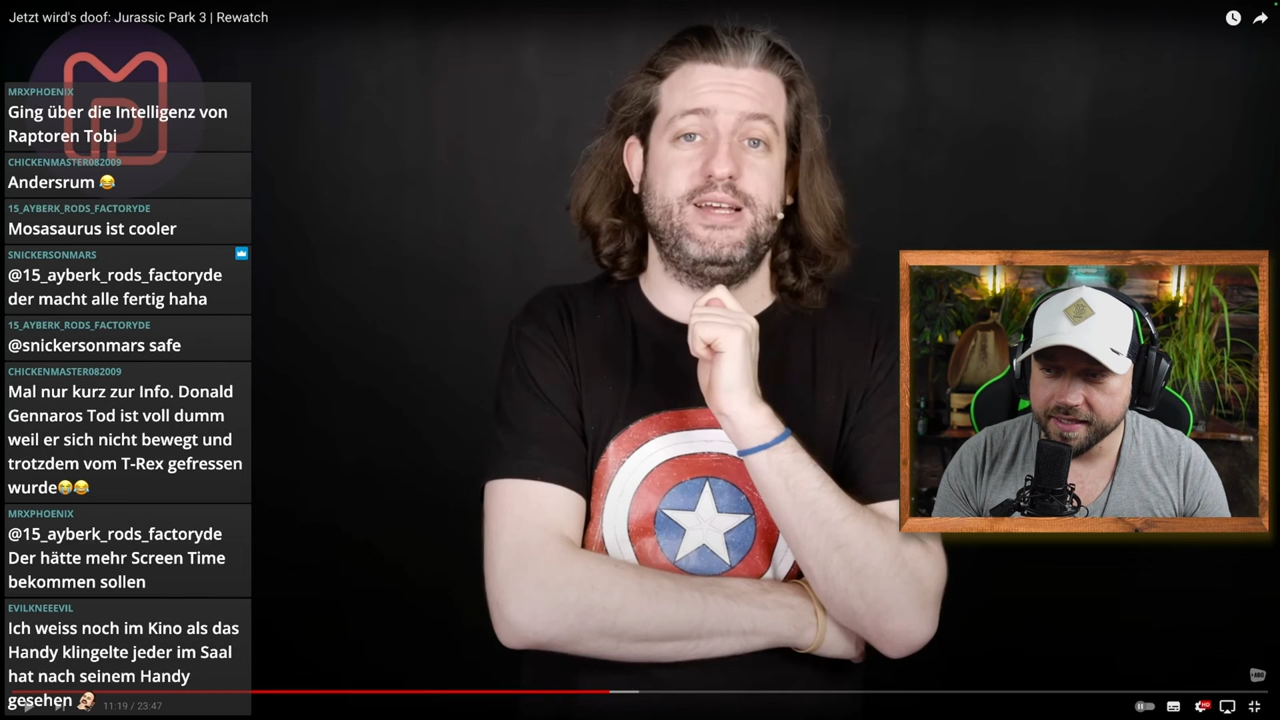 Jetzt wird's doof: Jurassic Park 3 | Rewatch
MRXPHOENIX
Ging über die Intelligenz von
Raptoren Tobi
CHICKENMASTER082009
Andersrum 😂
15_AYBERK_RODS_FACTORYDE
Mosasaurus ist cooler
SNICKERSONMARS
@15_ayberk_rods_factoryde
der macht alle fertig haha
15_AYBERK_RODS_FACTORYDE
@snickersonmars safe
CHICKENMASTER082009
Mal nur kurz zur Info. Donald
Gennaros Tod ist voll dumm
weil er sich nicht bewegt und
trotzdem vom T-Rex gefressen
wurde😭😂
MRXPHOENIX
@15_ayberk_rods_factoryde
Der hätte mehr Screen Time
bekommen sollen
EVILKNEEEVIL
Ich weiss noch im Kino als das
Handy klingelte jeder im Saal
hat nach seinem Handy
gesehen
11:19 / 23:47
HD
ABO